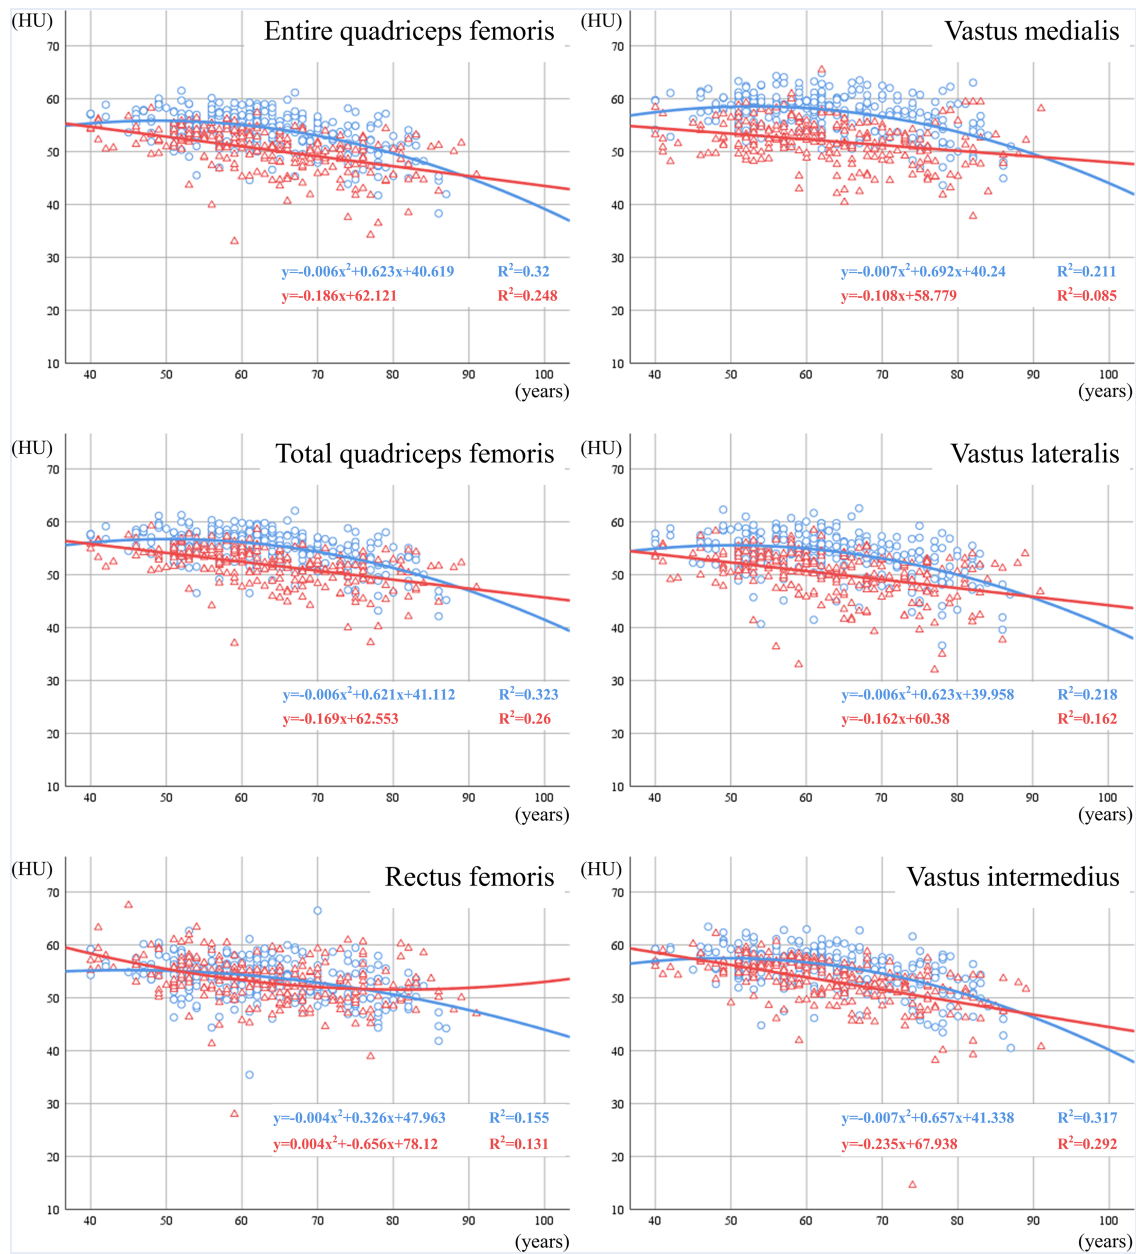 (HU)
Entire quadriceps femoris
70
60
50
40
30
20
10
y=-0.006x²+0.623x+40.619 R²=0.32
y=-0.186x+62.121 R²=0.248
40 50 60 70 80 90 100
(years)
(HU)
Vastus medialis
70
60
50
40
30
20
10
y=-0.007x²+0.692x+40.24 R²=0.211
y=-0.108x+58.779 R²=0.085
40 50 60 70 80 90 100
(years)
(HU)
Total quadriceps femoris
70
60
50
40
30
20
10
y=-0.006x²+0.621x+41.112 R²=0.323
y=-0.169x+62.553 R²=0.26
40 50 60 70 80 90 100
(years)
(HU)
Vastus lateralis
70
60
50
40
30
20
10
y=-0.006x²+0.623x+39.958 R²=0.218
y=-0.162x+60.38 R²=0.162
40 50 60 70 80 90 100
(years)
(HU)
Rectus femoris
70
60
50
40
30
20
10
y=-0.004x²+0.326x+47.963 R²=0.155
y=0.004x²+-0.656x+78.12 R²=0.131
40 50 60 70 80 90 100
(years)
(HU)
Vastus intermedius
70
60
50
40
30
20
10
y=-0.007x²+0.657x+41.338 R²=0.317
y=-0.235x+67.938 R²=0.292
40 50 60 70 80 90 100
(years)